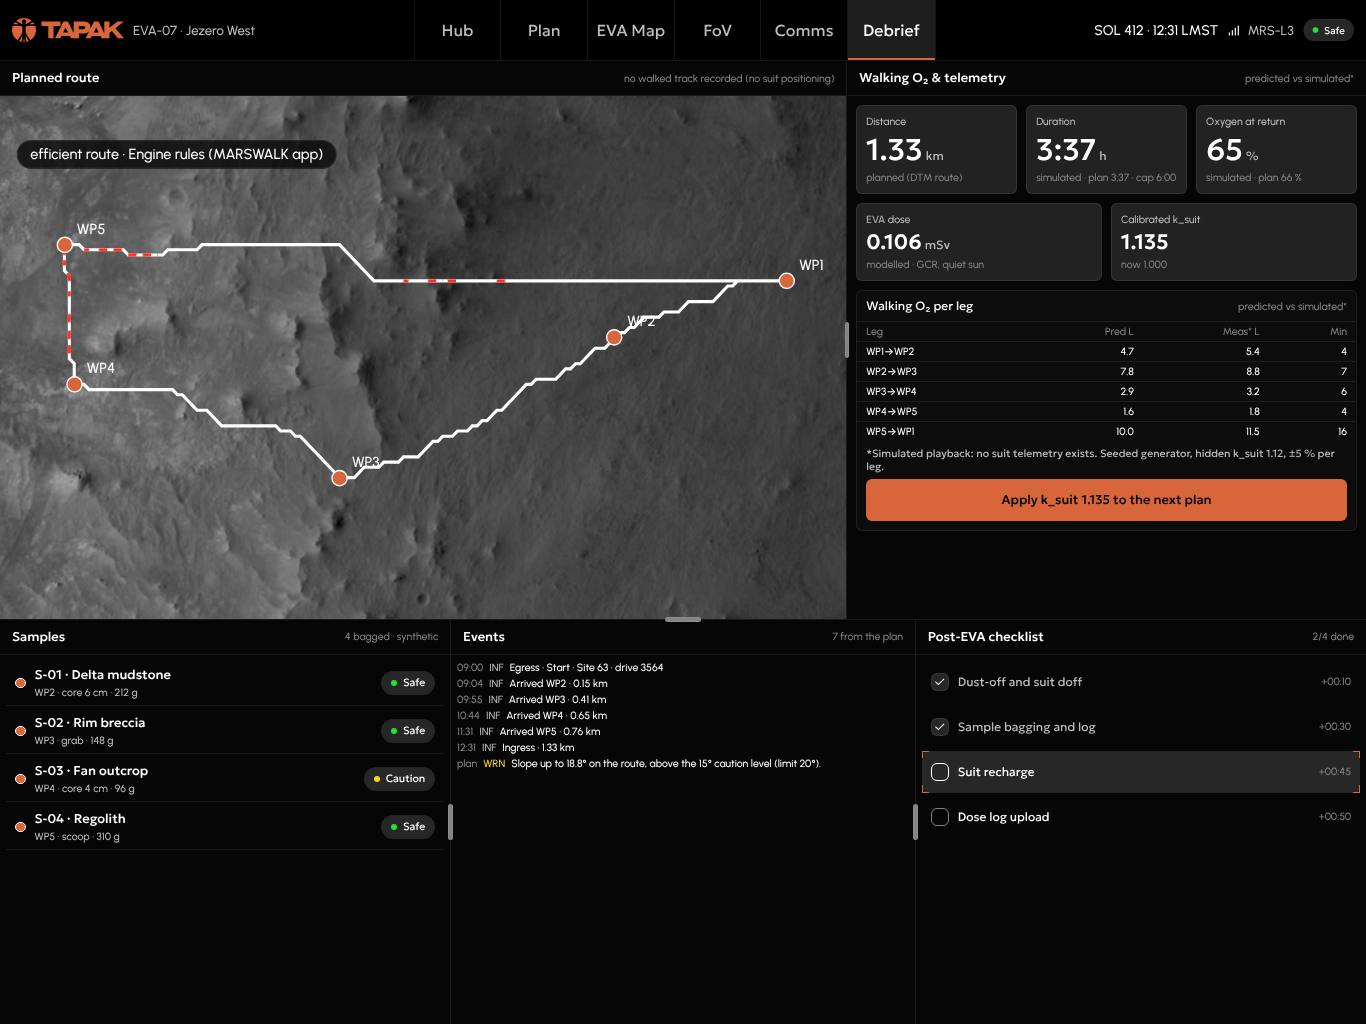 TAPAK
EVA-07 · Jezero West
Hub
Plan
EVA Map
FoV
Comms
Debrief
SOL 412 · 12:31 LMST
MRS-L3
Safe
Planned route
no walked track recorded (no suit positioning)
efficient route · Engine rules (MARSWALK app)
WP5
WP1
WP2
WP4
WP3
Walking O₂ & telemetry
predicted vs simulated*
Distance
1.33 km
planned (DTM route)
Duration
3:37 h
simulated · plan 3:37 · cap 6:00
Oxygen at return
65 %
simulated · plan 66 %
EVA dose
0.106 mSv
modelled · GCR, quiet sun
Calibrated k_suit
1.135
now 1.000
Walking O₂ per leg
predicted vs simulated*
Leg Pred L Meas* L Min
WP1→WP2 4.7 5.4 4
WP2→WP3 7.8 8.8 7
WP3→WP4 2.9 3.2 6
WP4→WP5 1.6 1.8 4
WP5→WP1 10.0 11.5 16
*Simulated playback: no suit telemetry exists. Seeded generator, hidden k_suit 1.12, ±5 % per
leg.
Apply k_suit 1.135 to the next plan
Samples
4 bagged · synthetic
S-01 · Delta mudstone
WP2 · core 6 cm · 212 g
Safe
S-02 · Rim breccia
WP3 · grab · 148 g
Safe
S-03 · Fan outcrop
WP4 · core 4 cm · 96 g
Caution
S-04 · Regolith
WP5 · scoop · 310 g
Safe
Events
7 from the plan
09:00 INF Egress · Start · Site 63 · drive 3564
09:04 INF Arrived WP2 · 0.15 km
09:55 INF Arrived WP3 · 0.41 km
10:44 INF Arrived WP4 · 0.65 km
11:31 INF Arrived WP5 · 0.76 km
12:31 INF Ingress · 1.33 km
plan WRN Slope up to 18.8° on the route, above the 15° caution level (limit 20°).
Post-EVA checklist
2/4 done
Dust-off and suit doff +00:10
Sample bagging and log +00:30
Suit recharge +00:45
Dose log upload +00:50